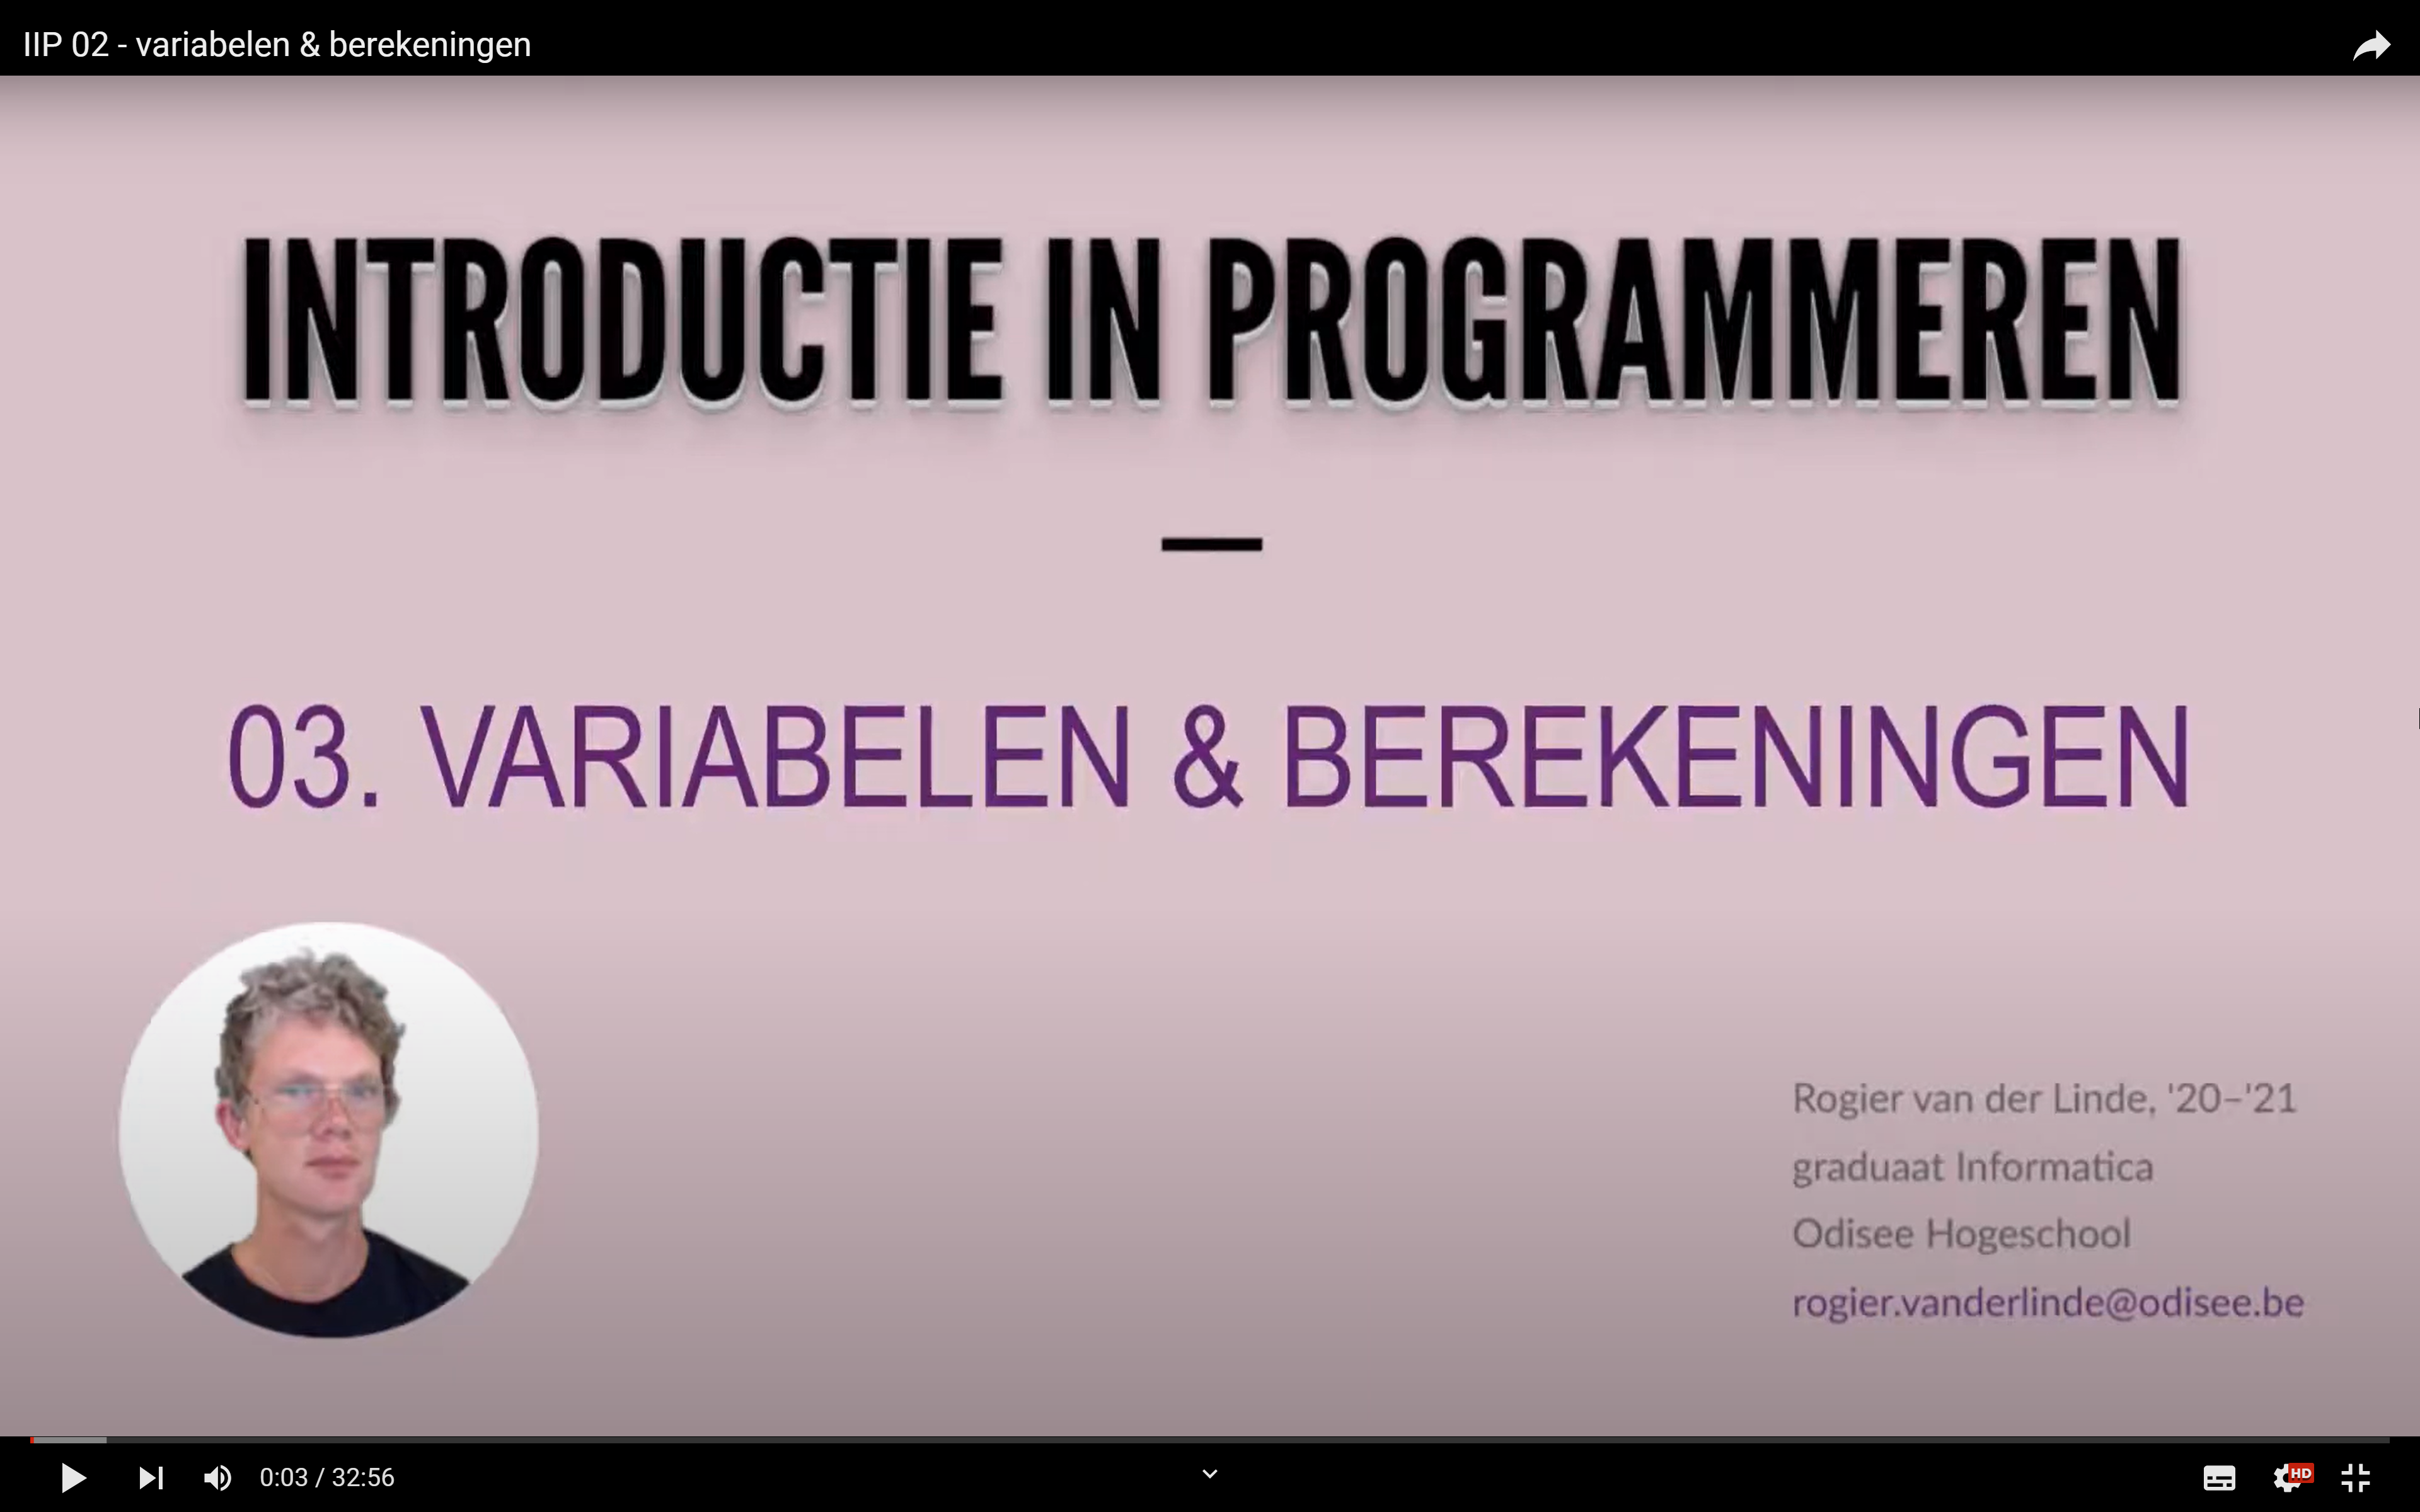 IIP 02 - variabelen & berekeningen
INTRODUCTIE IN PROGRAMMEREN
03. VARIABELEN & BEREKENINGEN
Rogier van der Linde, '20–'21
graduaat Informatica
Odisee Hogeschool
rogier.vanderlinde@odisee.be
0:03 / 32:56
HD